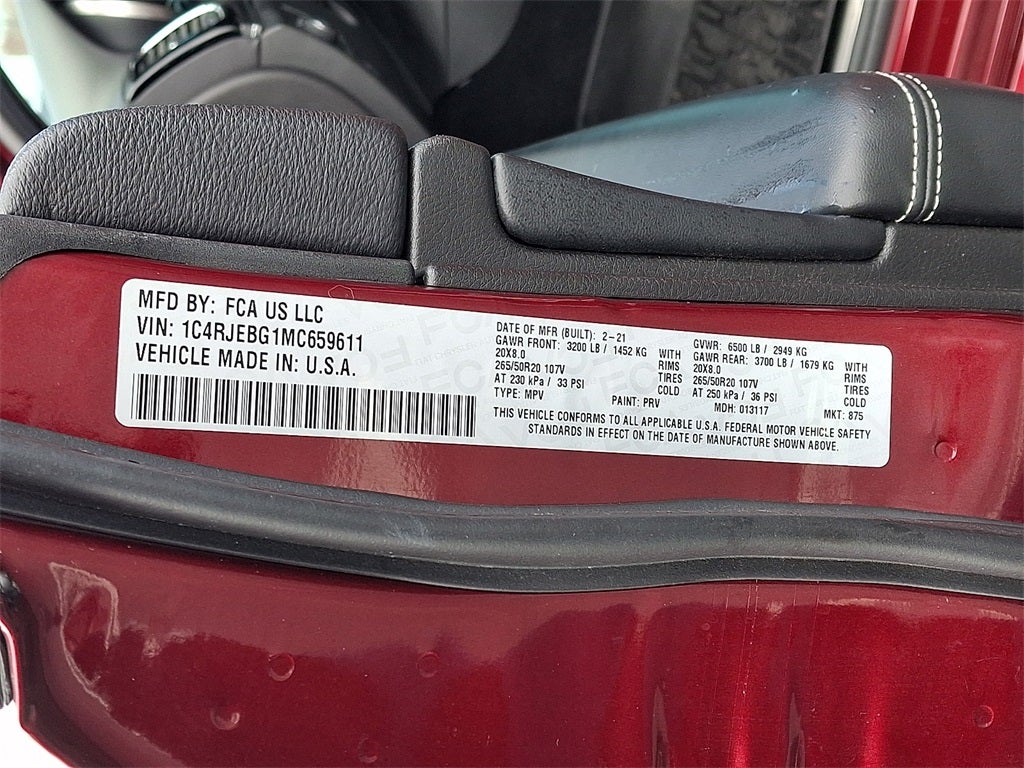 MFD BY: FCA US LLC
VIN: 1C4RJEBG1MC659611
VEHICLE MADE IN: U.S.A.
DATE OF MFR (BUILT): 2-21
GAWR FRONT: 3200 LB / 1452 KG WITH
20X8.0 RIMS
265/50R20 107V TIRES
AT 230 kPa / 33 PSI COLD
TYPE: MPV PAINT: PRV
GVWR: 6500 LB / 2949 KG
GAWR REAR: 3700 LB / 1679 KG WITH
20X8.0 RIMS
265/50R20 107V TIRES
AT 250 kPa / 36 PSI COLD
MDH: 013117 MKT: 875
THIS VEHICLE CONFORMS TO ALL APPLICABLE U.S.A. FEDERAL MOTOR VEHICLE SAFETY
STANDARDS IN EFFECT ON THE DATE OF MANUFACTURE SHOWN ABOVE.